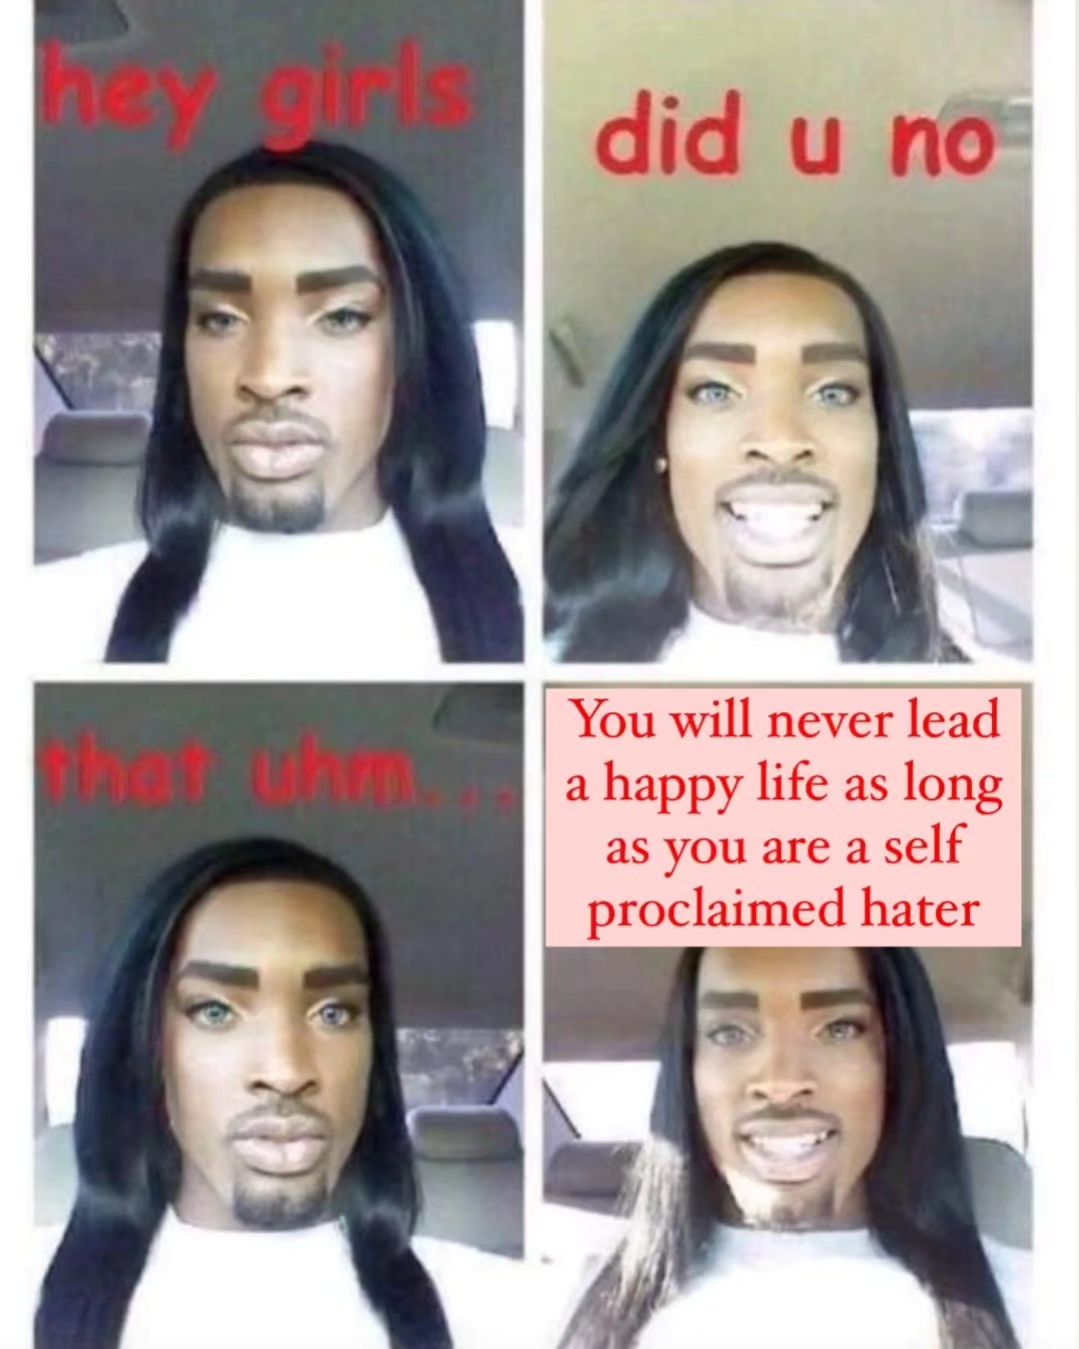 hey girls
did u no
that uhm...
You will never lead
a happy life as long
as you are a self
proclaimed hater